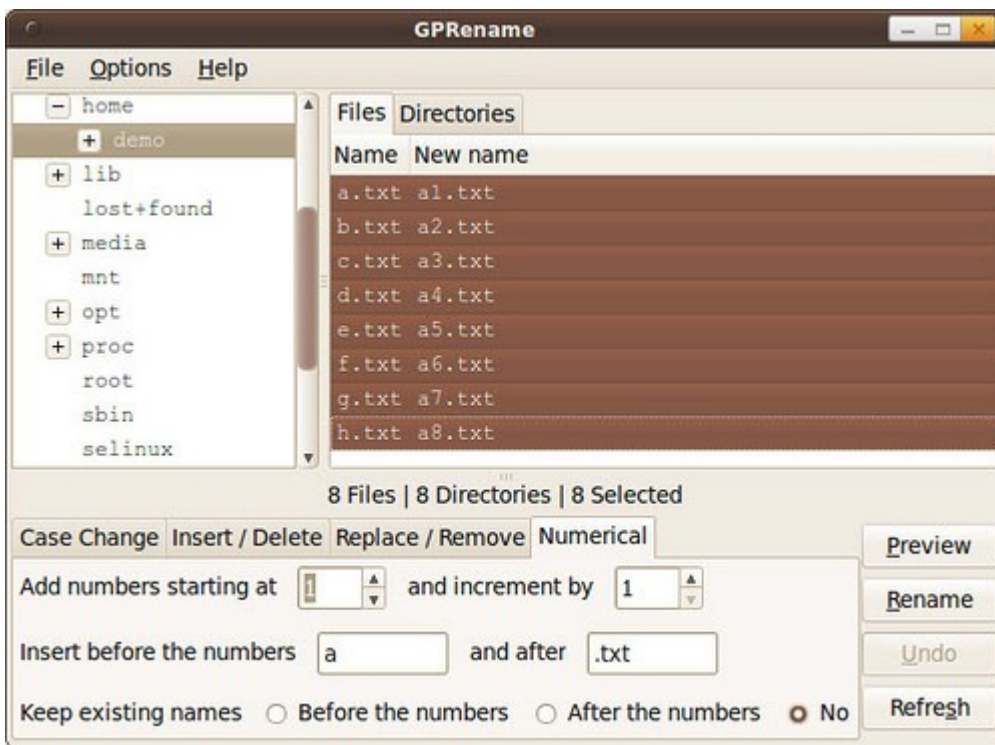 GPRename
File Options Help
home
demo
lib
lost+found
media
mnt
opt
proc
root
sbin
selinux
Files Directories
Name New name
a.txt a1.txt
b.txt a2.txt
c.txt a3.txt
d.txt a4.txt
e.txt a5.txt
f.txt a6.txt
g.txt a7.txt
h.txt a8.txt
8 Files | 8 Directories | 8 Selected
Case Change Insert / Delete Replace / Remove Numerical
Add numbers starting at 1 and increment by 1
Insert before the numbers a and after .txt
Keep existing names Before the numbers After the numbers No
Preview
Rename
Undo
Refresh